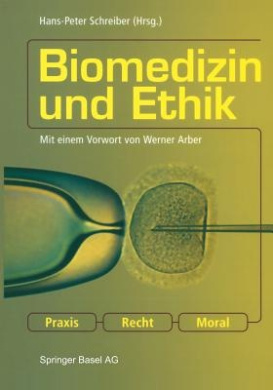 Hans-Peter Schreiber (Hrsg.)
Biomedizin
und Ethik
Mit einem Vorwort von Werner Arber
Praxis
Recht
Moral
Springer Basel AG